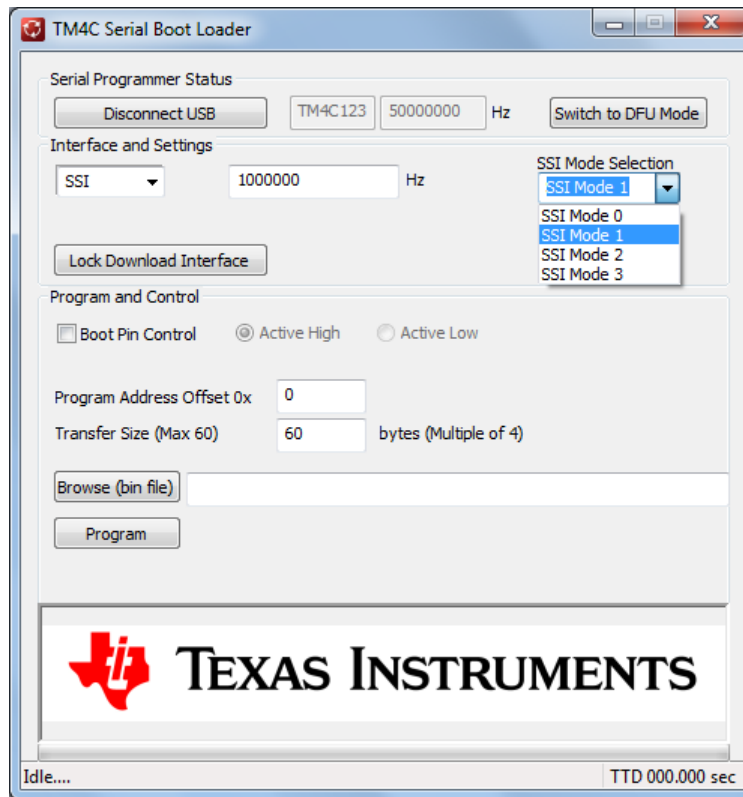 TM4C Serial Boot Loader
Serial Programmer Status
Disconnect USB TM4C123 50000000 Hz Switch to DFU Mode
Interface and Settings
SSI Mode Selection
SSI 1000000 Hz SSI Mode 1
SSI Mode 0
SSI Mode 1
SSI Mode 2
SSI Mode 3
Lock Download Interface
Program and Control
Boot Pin Control Active High Active Low
Program Address Offset 0x 0
Transfer Size (Max 60) 60 bytes (Multiple of 4)
Browse (bin file)
Program
TEXAS INSTRUMENTS
Idle.... TTD 000.000 sec